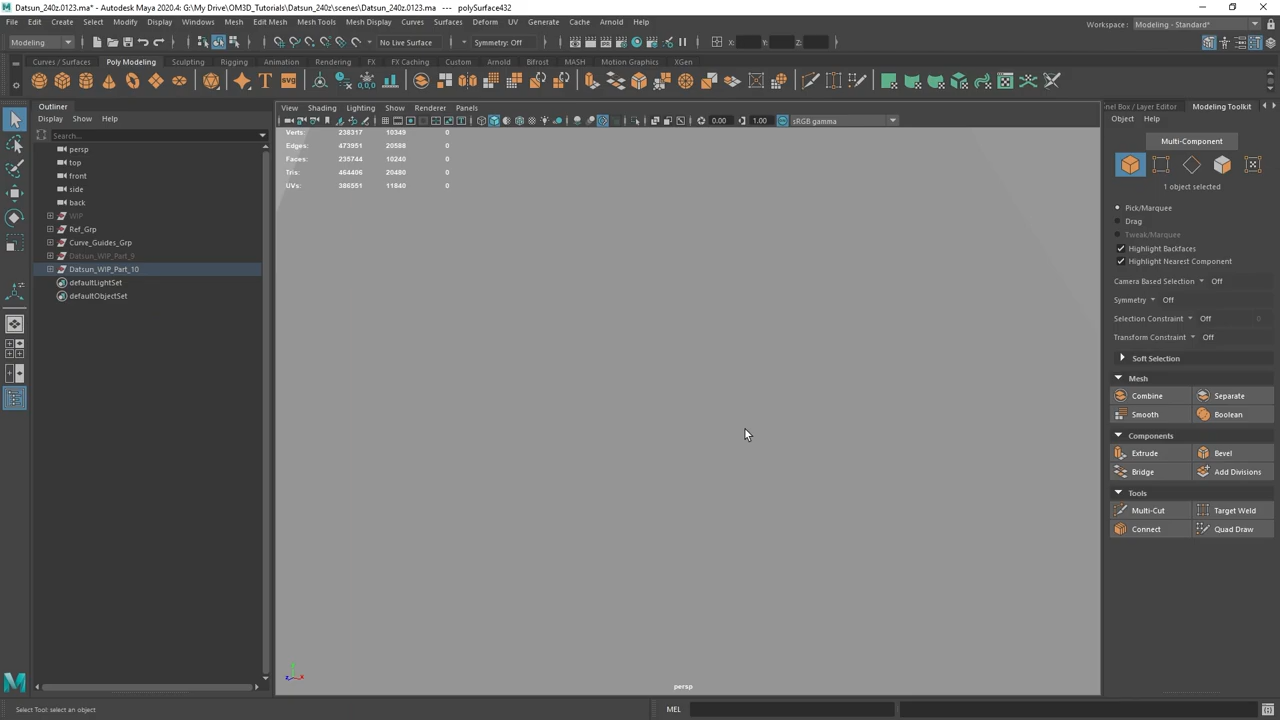 Datsun_240z.0123.ma* - Autodesk Maya 2020.4: G:\My Drive\OM3D_Tutorials\Datsun_240z\scenes\Datsun_240z.0123.ma --- polySurface432
File Edit Create Select Modify Display Windows Mesh Edit Mesh Mesh Tools Mesh Display Curves Surfaces Deform UV Generate Cache Arnold Help
Workspace : Modeling - Standard*
Modeling No Live Surface Symmetry: Off X: Y: Z:
Curves / Surfaces Poly Modeling Sculpting Rigging Animation Rendering FX FX Caching Custom Arnold Bifrost MASH Motion Graphics XGen
Outliner
Display Show Help
Search...
persp
top
front
side
back
WIP
Ref_Grp
Curve_Guides_Grp
Datsun_WIP_Part_9
Datsun_WIP_Part_10
defaultLightSet
defaultObjectSet
View Shading Lighting Show Renderer Panels
0.00 1.00 sRGB gamma
Verts: 238317 10349 0
Edges: 473951 20588 0
Faces: 235744 10240 0
Tris: 464406 20480 0
UVs: 386551 11840 0
persp
nel Box / Layer Editor Modeling Toolkit
Object Help
Multi-Component
1 object selected
Pick/Marquee
Drag
Tweak/Marquee
Highlight Backfaces
Highlight Nearest Component
Camera Based Selection Off
Symmetry Off
Selection Constraint Off 0
Transform Constraint Off
Soft Selection
Mesh
Combine Separate
Smooth Boolean
Components
Extrude Bevel
Bridge Add Divisions
Tools
Multi-Cut Target Weld
Connect Quad Draw
Select Tool: select an object
MEL